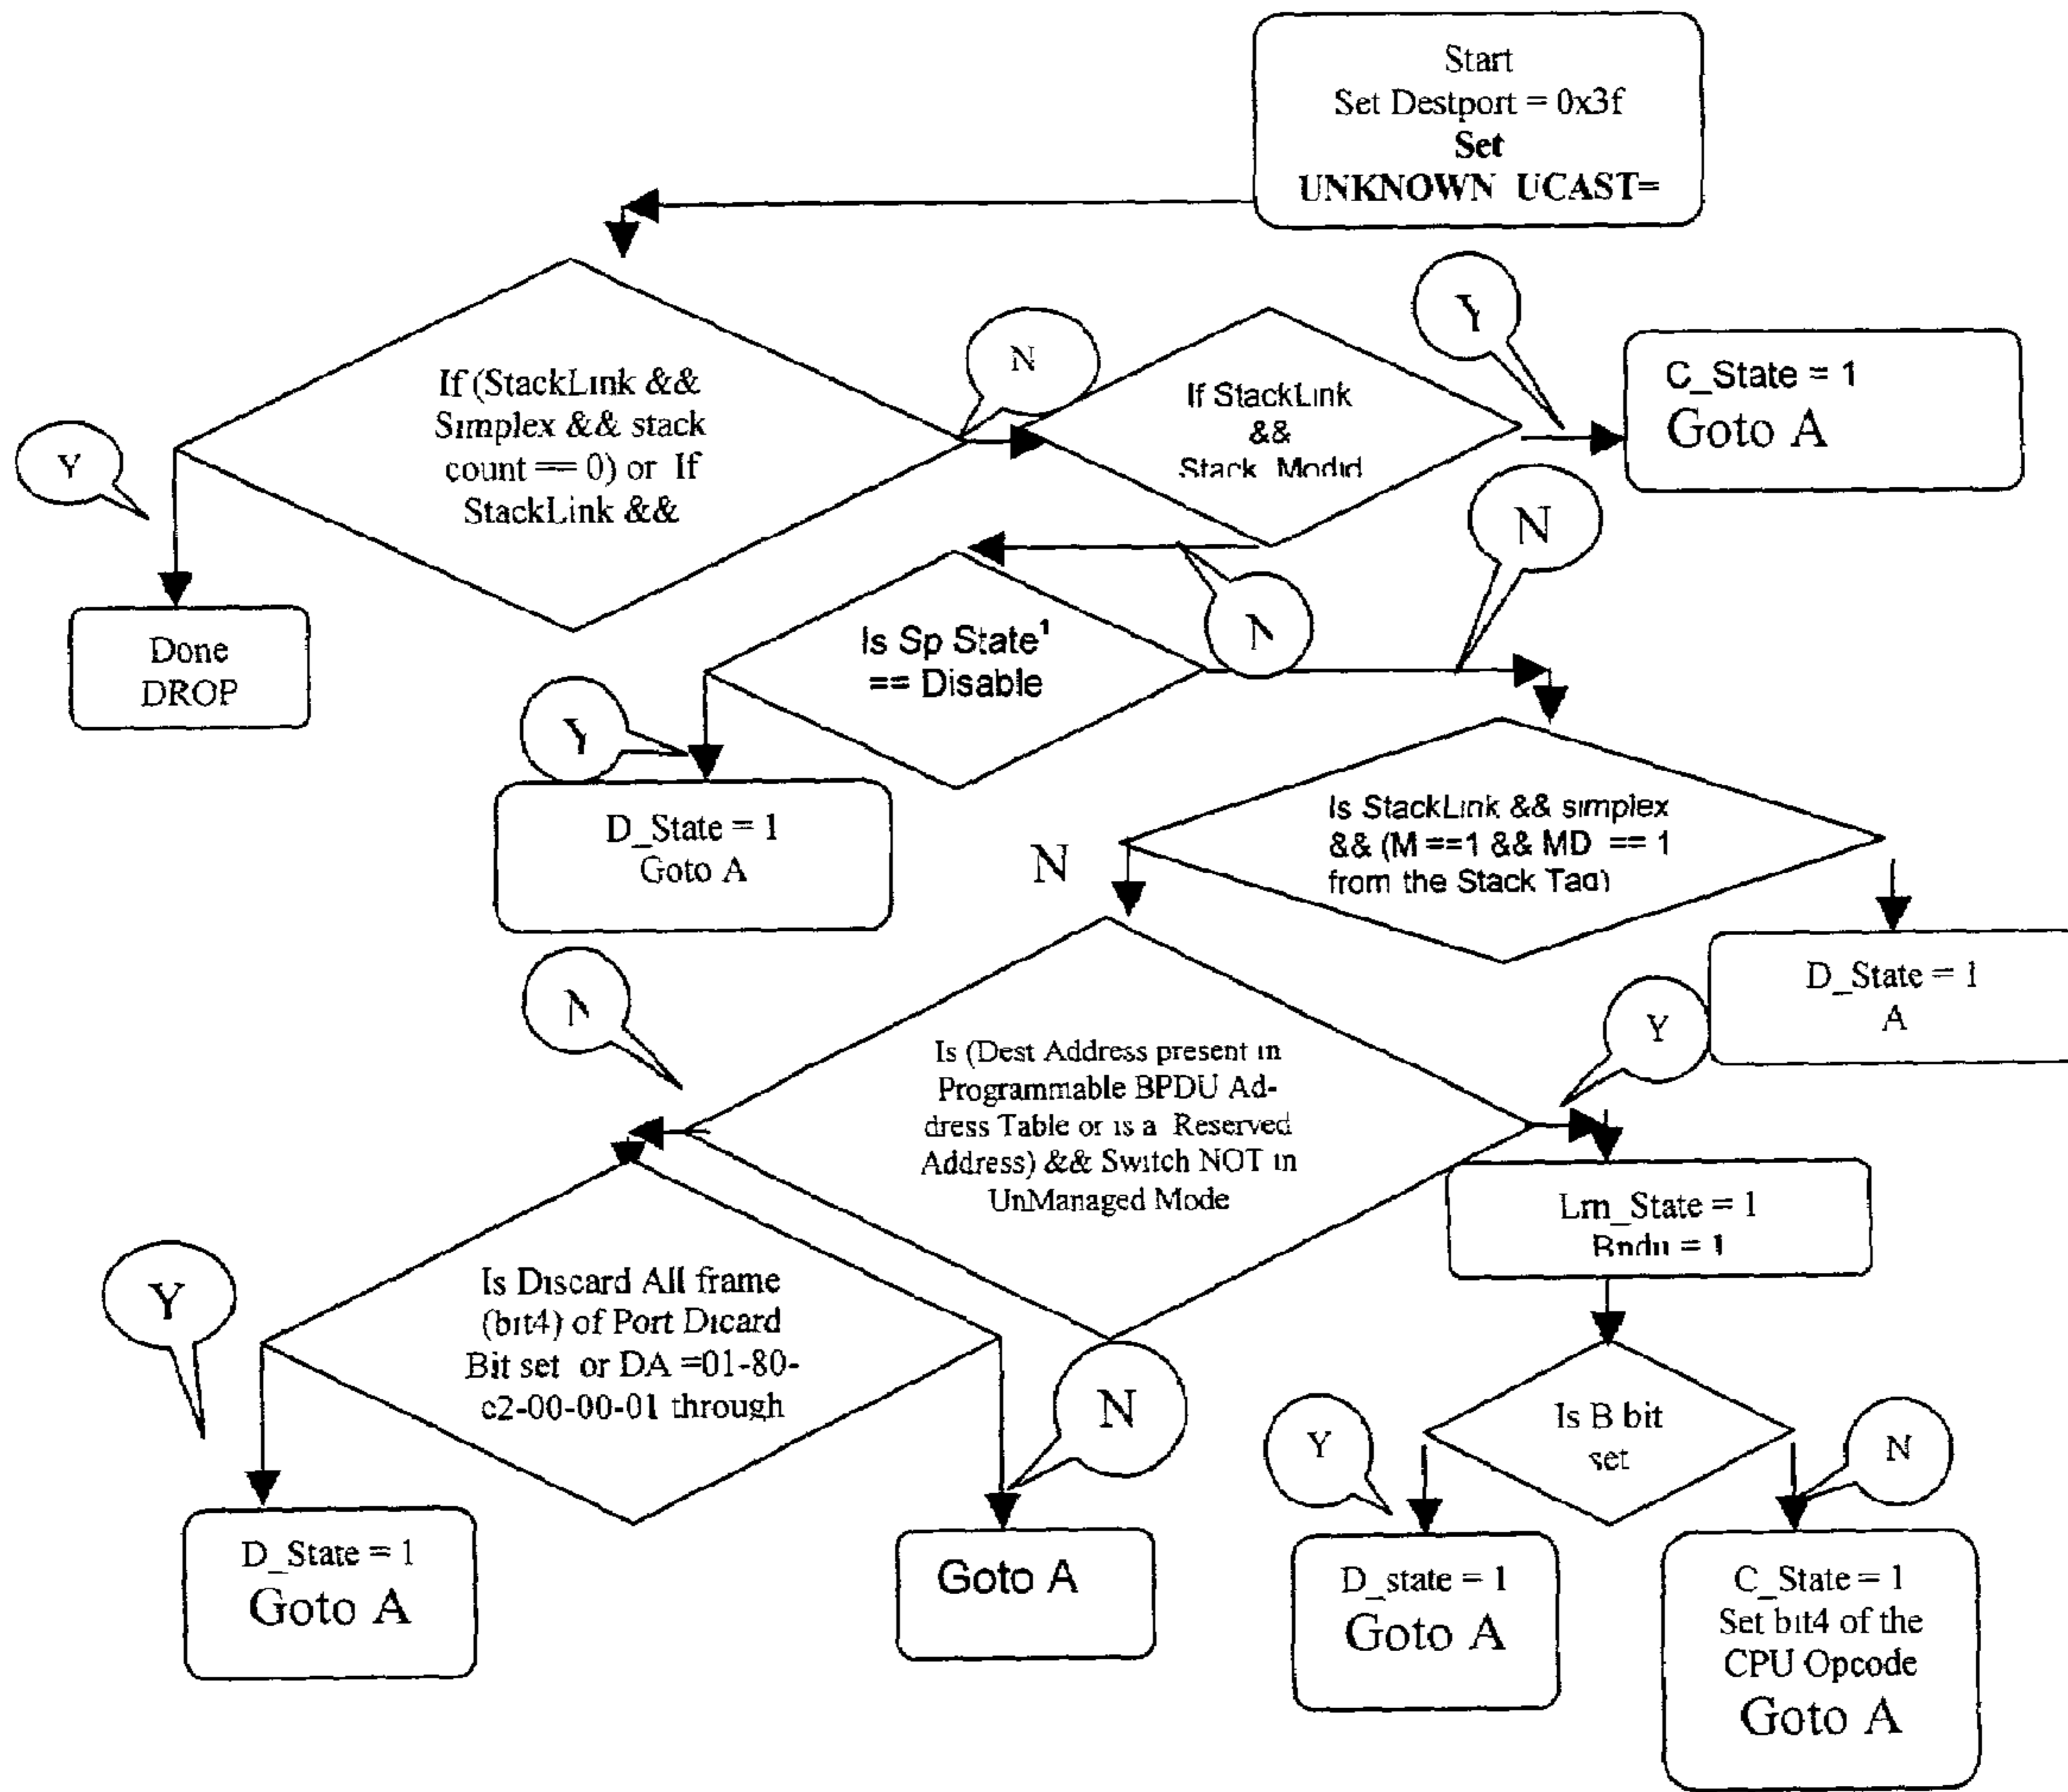 Start
Set Destport = 0x3f
Set
UNKNOWN UCAST=
If (StackLink &&
Simplex && stack
count == 0) or If
StackLink &&
Y
Done
DROP
N
If StackLink
&&
Stack Modid
Y
C_State = 1
Goto A
N
Is Sp State¹
== Disable
N
Y
D_State = 1
Goto A
Is StackLink && simplex
&& (M ==1 && MD == 1
from the Stack Tag)
N
D_State = 1
A
Is (Dest Address present in
Programmable BPDU Ad-
dress Table or is a Reserved
Address) && Switch NOT in
UnManaged Mode
N
Y
Lrn_State = 1
Bpdu = 1
Is Discard All frame
(bit4) of Port Dicard
Bit set or DA =01-80-
c2-00-00-01 through
Y
D_State = 1
Goto A
N
Goto A
Is B bit
set
Y
D_state = 1
Goto A
N
C_State = 1
Set bit4 of the
CPU Opcode
Goto A